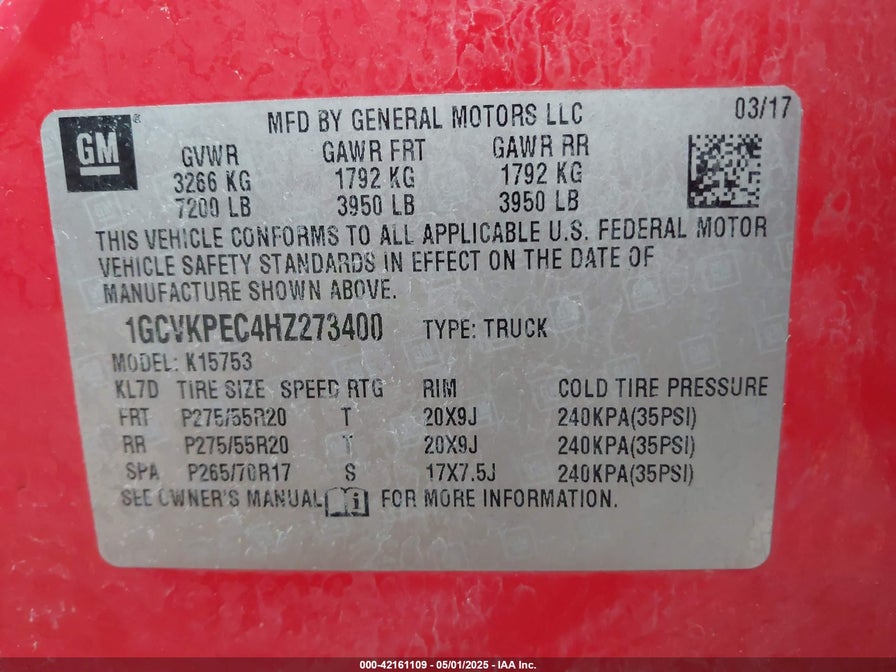 GM
MFD BY GENERAL MOTORS LLC 03/17
GVWR GAWR FRT GAWR RR
3266 KG 1792 KG 1792 KG
7200 LB 3950 LB 3950 LB
THIS VEHICLE CONFORMS TO ALL APPLICABLE U.S. FEDERAL MOTOR
VEHICLE SAFETY STANDARDS IN EFFECT ON THE DATE OF
MANUFACTURE SHOWN ABOVE.
1GCVKPEC4HZ273400 TYPE: TRUCK
MODEL: K15753
KL7D TIRE SIZE SPEED RTG RIM COLD TIRE PRESSURE
FRT P275/55R20 T 20X9J 240KPA(35PSI)
RR P275/55R20 T 20X9J 240KPA(35PSI)
SPA P265/70R17 S 17X7.5J 240KPA(35PSI)
SEE OWNER'S MANUAL FOR MORE INFORMATION.
000-42161109 - 05/01/2025 - IAA Inc.